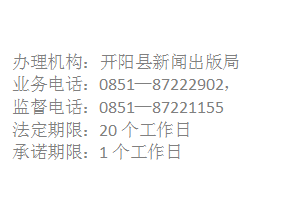 办理机构：开阳县新闻出版局
业务电话：0851—87222902，
监督电话：0851—87221155
法定期限：20 个工作日
承诺期限：1 个工作日